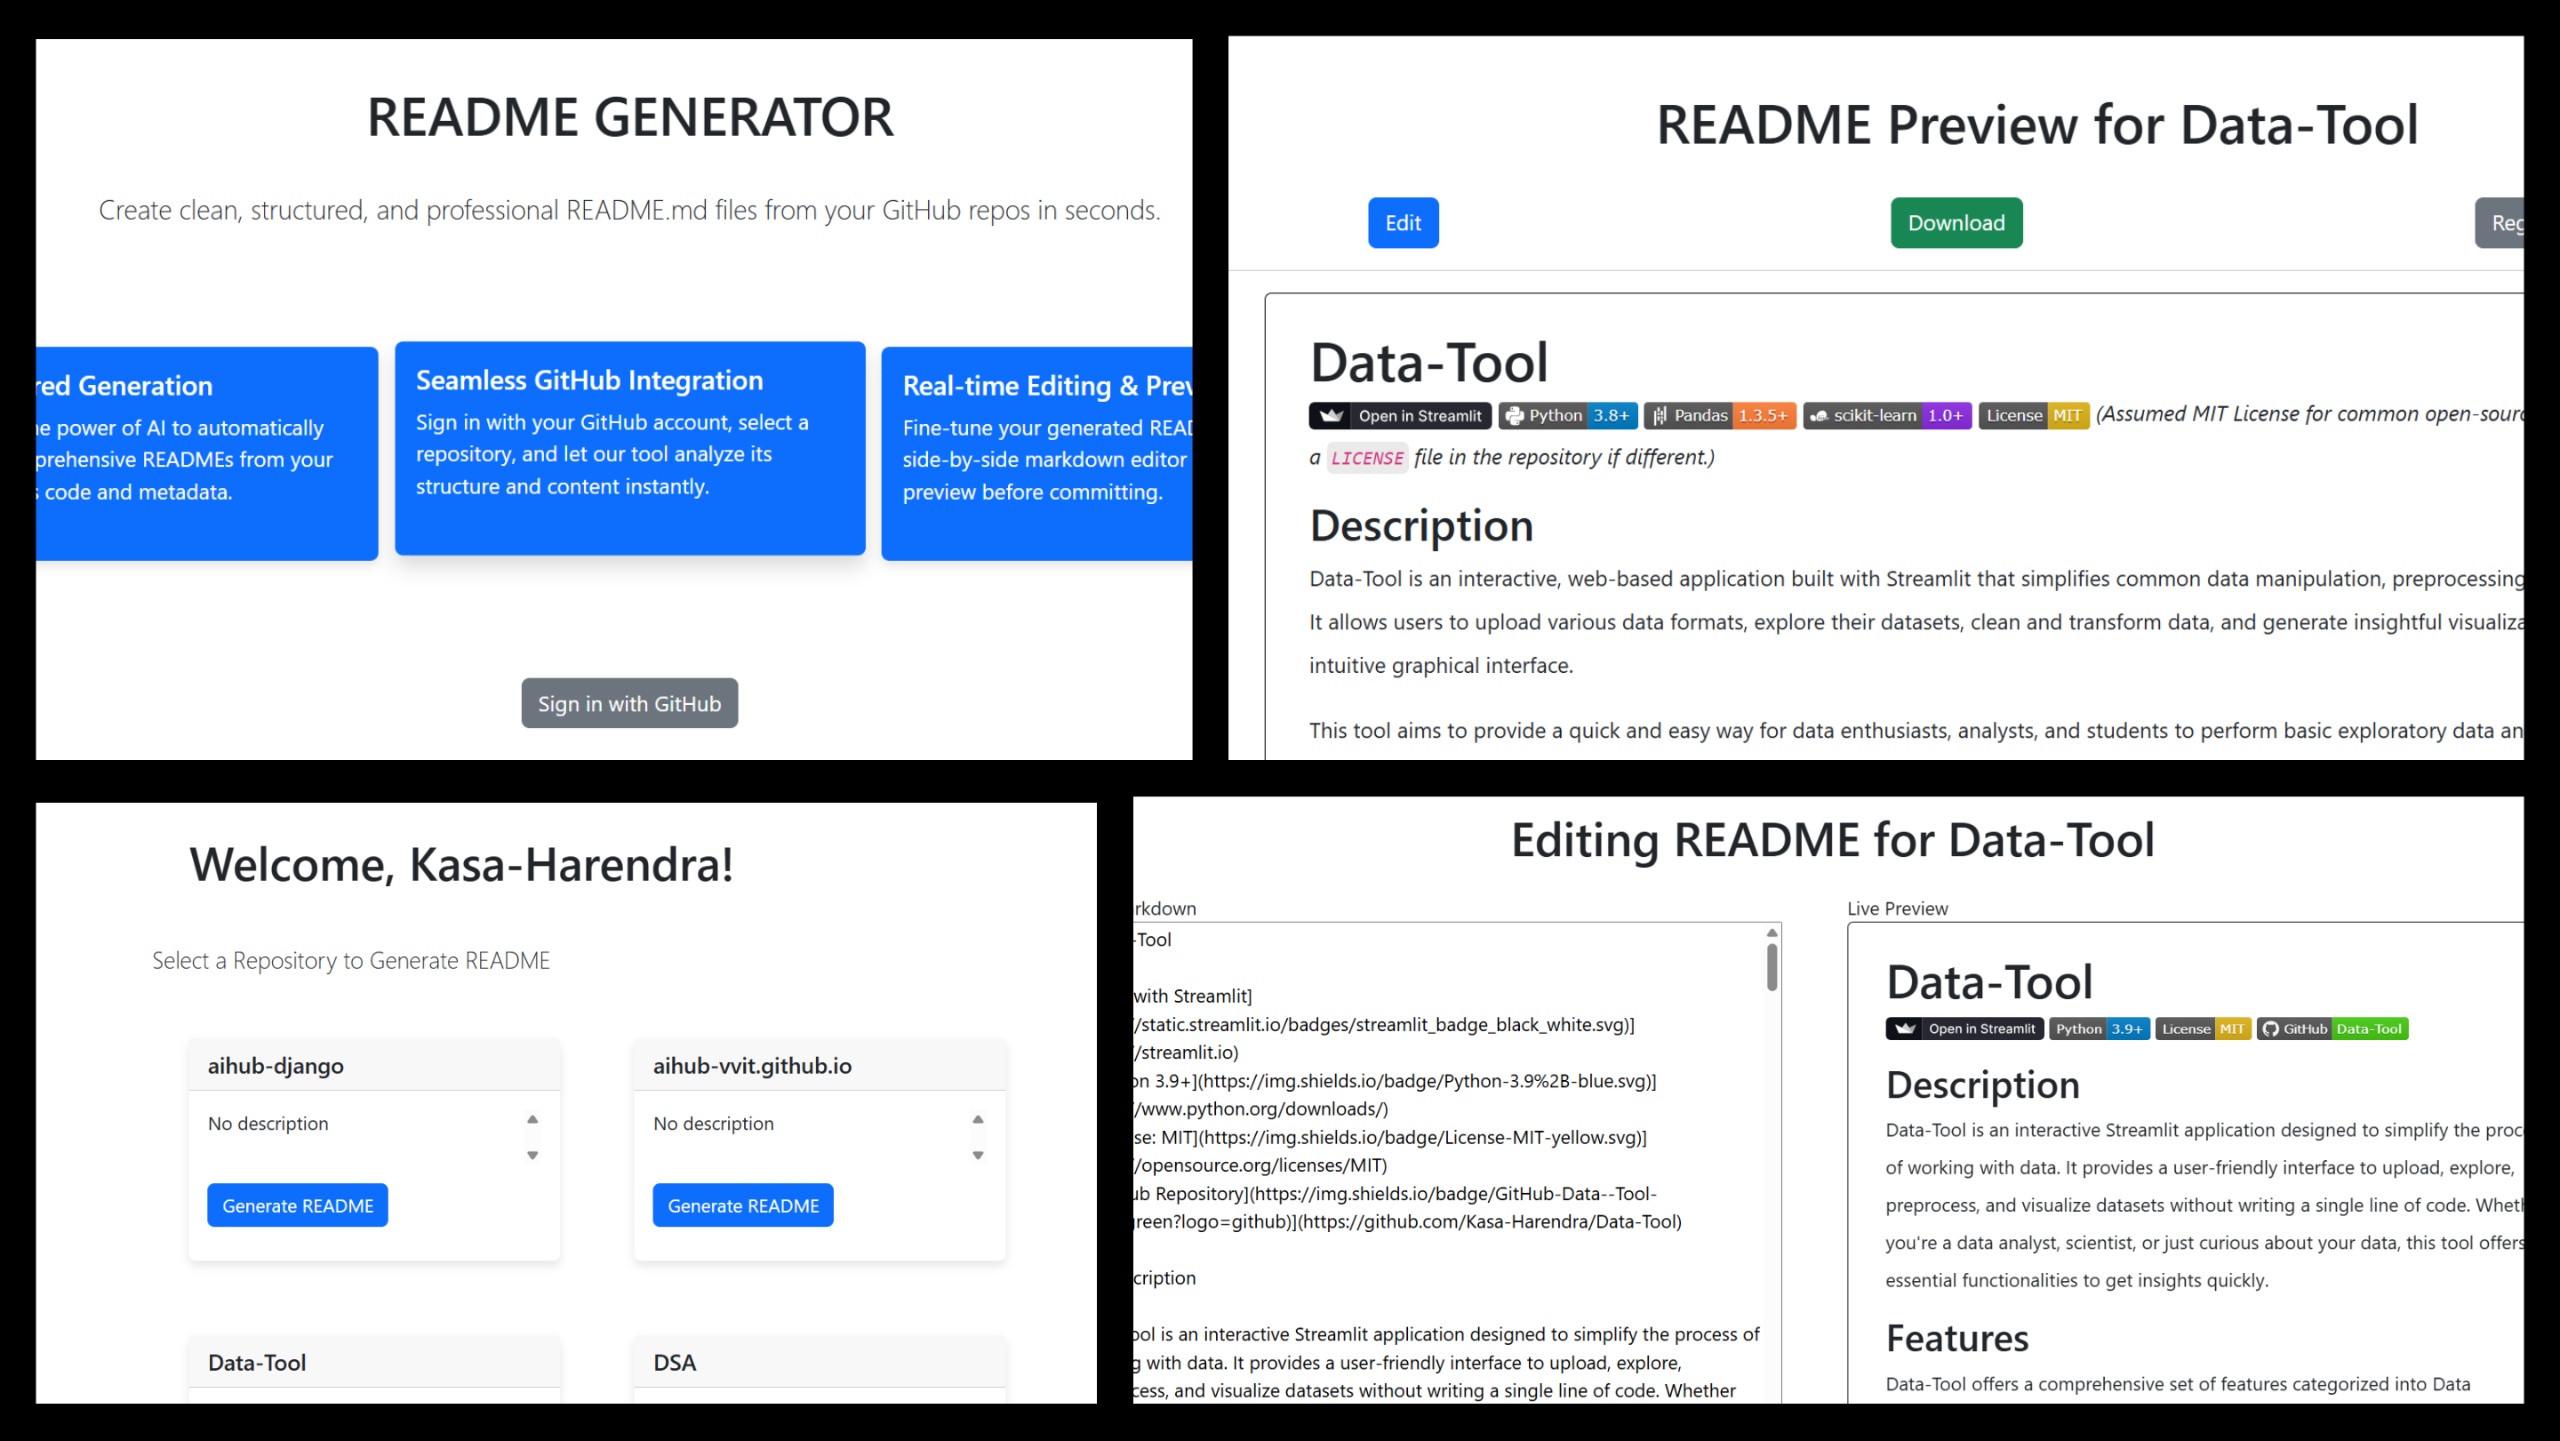 README GENERATOR
Create clean, structured, and professional README.md files from your GitHub repos in seconds.
red Generation
e power of AI to automatically
prehensive READMEs from your
s code and metadata.
Seamless GitHub Integration
Sign in with your GitHub account, select a
repository, and let our tool analyze its
structure and content instantly.
Real-time Editing & Prev
Fine-tune your generated READ
side-by-side markdown editor
preview before committing.
Sign in with GitHub
README Preview for Data-Tool
Edit
Download
Reg
Data-Tool
Open in Streamlit Python 3.8+ Pandas 1.3.5+ scikit-learn 1.0+ License MIT (Assumed MIT License for common open-sourc
a LICENSE file in the repository if different.)
Description
Data-Tool is an interactive, web-based application built with Streamlit that simplifies common data manipulation, preprocessing
It allows users to upload various data formats, explore their datasets, clean and transform data, and generate insightful visualiza
intuitive graphical interface.
This tool aims to provide a quick and easy way for data enthusiasts, analysts, and students to perform basic exploratory data an
Welcome, Kasa-Harendra!
Select a Repository to Generate README
aihub-django
No description
Generate README
aihub-vvit.github.io
No description
Generate README
Data-Tool
DSA
Editing README for Data-Tool
rkdown
-Tool
with Streamlit]
/static.streamlit.io/badges/streamlit_badge_black_white.svg)]
/streamlit.io)
on 3.9+](https://img.shields.io/badge/Python-3.9%2B-blue.svg)]
/www.python.org/downloads/)
se: MIT](https://img.shields.io/badge/License-MIT-yellow.svg)]
/opensource.org/licenses/MIT)
ub Repository](https://img.shields.io/badge/GitHub-Data--Tool-
green?logo=github)](https://github.com/Kasa-Harendra/Data-Tool)
cription
ool is an interactive Streamlit application designed to simplify the process of
g with data. It provides a user-friendly interface to upload, explore,
cess, and visualize datasets without writing a single line of code. Whether
Live Preview
Data-Tool
Open in Streamlit Python 3.9+ License MIT GitHub Data-Tool
Description
Data-Tool is an interactive Streamlit application designed to simplify the proc
of working with data. It provides a user-friendly interface to upload, explore,
preprocess, and visualize datasets without writing a single line of code. Wheth
you're a data analyst, scientist, or just curious about your data, this tool offers
essential functionalities to get insights quickly.
Features
Data-Tool offers a comprehensive set of features categorized into Data